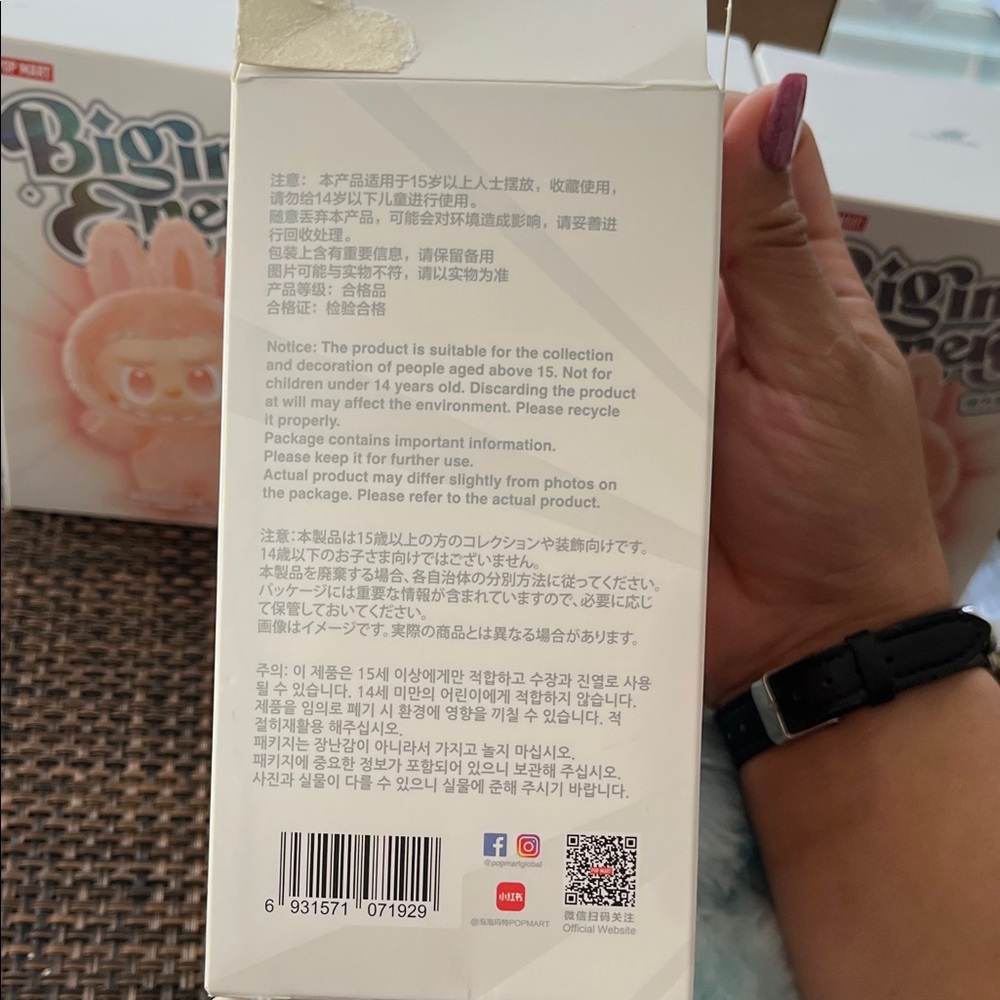 POP MART
Big in
Ener
注意： 本产品适用于15岁以上人士摆放，收藏使用，
请勿给14岁以下儿童进行使用。
随意丢弃本产品，可能会对环境造成影响，请妥善进
行回收处理。
包装上含有重要信息，请保留备用
图片可能与实物不符，请以实物为准
产品等级：合格品
合格证：检验合格
Notice: The product is suitable for the collection
and decoration of people aged above 15. Not for
children under 14 years old. Discarding the product
at will may affect the environment. Please recycle
it properly.
Package contains important information.
Please keep it for further use.
Actual product may differ slightly from photos on
the package. Please refer to the actual product.
注意：本製品は15歳以上の方のコレクションや装飾向けです。
14歳以下のお子さま向けではございません。
本製品を廃棄する場合、各自治体の分別方法に従ってください。
パッケージには重要な情報が含まれていますので、必要に応じ
て保管しておいてください。
画像はイメージです。実際の商品とは異なる場合があります。
주의: 이 제품은 15세 이상에게만 적합하고 수장과 진열로 사용
될 수 있습니다. 14세 미만의 어린이에게 적합하지 않습니다.
제품을 임의로 폐기 시 환경에 영향을 끼칠 수 있습니다. 적
절히재활용 해주십시오.
패키지는 장난감이 아니라서 가지고 놀지 마십시오.
패키지에 중요한 정보가 포함되어 있으니 보관해 주십시오.
사진과 실물이 다를 수 있으니 실물에 준해 주시기 바랍니다.
6 931571 071929
@popmartglobal
小红书
@泡泡玛特POPMART
POP MART
微信扫码关注
Official Website
MART
Big in
Ener